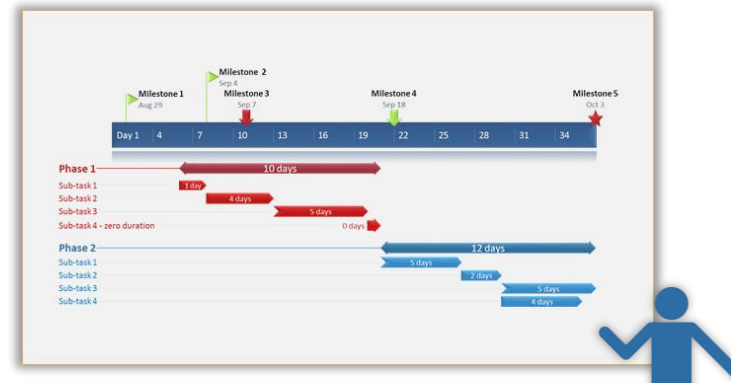 Milestone 2
Sep 4
Milestone 1
Aug 29
Milestone 3
Sep 7
Milestone 4
Sep 18
Milestone 5
Oct 3
Day 1 4 7 10 13 16 19 22 25 28 31 34
Phase 1 10 days
Sub-task 1 1 day
Sub-task 2 4 days
Sub-task 3 5 days
Sub-task 4 - zero duration 0 days
Phase 2 12 days
Sub-task 1 5 days
Sub-task 2 2 days
Sub-task 3 5 days
Sub-task 4 4 days